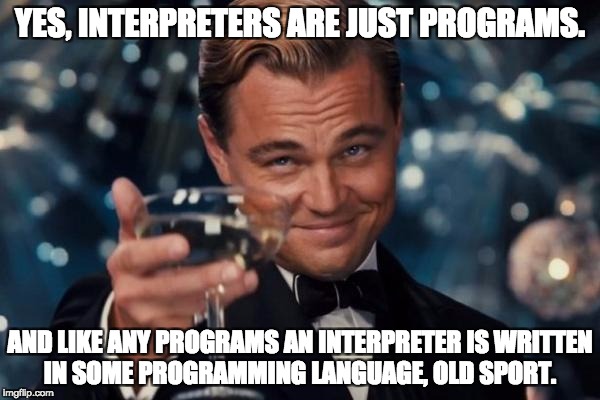 YES, INTERPRETERS ARE JUST PROGRAMS.
AND LIKE ANY PROGRAMS AN INTERPRETER IS WRITTEN
IN SOME PROGRAMMING LANGUAGE, OLD SPORT.
imgflip.com